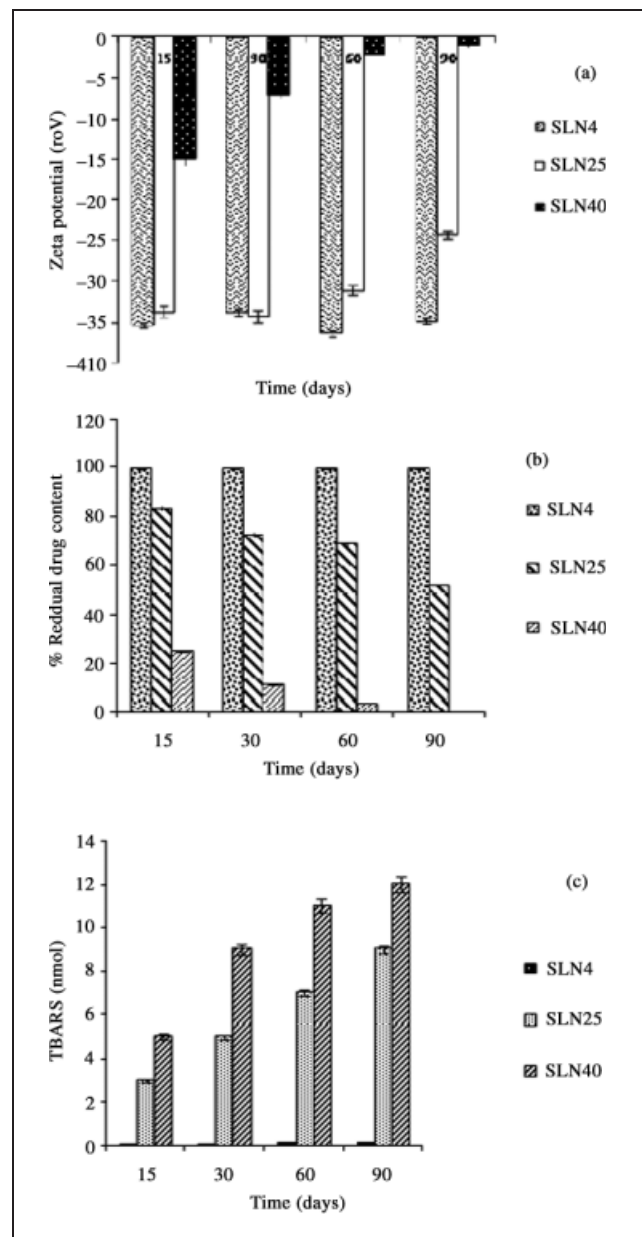 0
-5
-10
-15
-20
-25
-30
-35
-410
Zeta potential (roV)
15 30 60 90
(a)
SLN4
SLN25
SLN40
Time (days)
120
100
80
60
40
20
0
% Reddual drug content
15 30 60 90
Time (days)
(b)
SLN4
SLN25
SLN40
14
12
10
8
6
4
2
0
TBARS (nmol)
15 30 60 90
Time (days)
(c)
SLN4
SLN25
SLN40